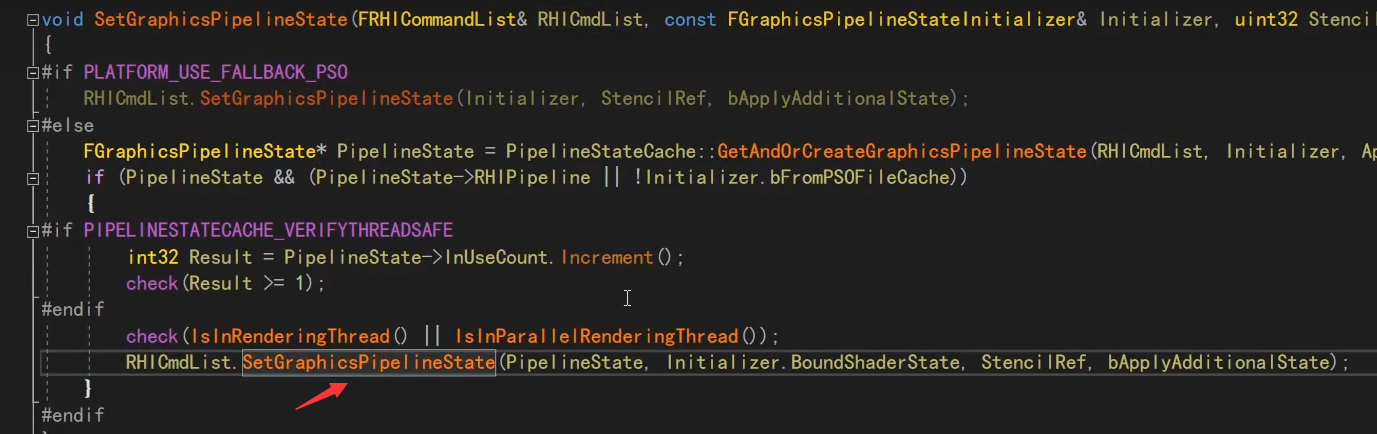 void SetGraphicsPipelineState(FRHICommandList& RHICmdList, const FGraphicsPipelineStateInitializer& Initializer, uint32 Stencil
{
#if PLATFORM_USE_FALLBACK_PSO
RHICmdList.SetGraphicsPipelineState(Initializer, StencilRef, bApplyAdditionalState);
#else
FGraphicsPipelineState* PipelineState = PipelineStateCache::GetAndOrCreateGraphicsPipelineState(RHICmdList, Initializer, Ap
if (PipelineState && (PipelineState->RHIPipeline || !Initializer.bFromPSOFileCache))
{
#if PIPELINESTATECACHE_VERIFYTHREADSAFE
int32 Result = PipelineState->InUseCount.Increment();
check(Result >= 1);
#endif
check(IsInRenderingThread() || IsInParallelRenderingThread());
RHICmdList.SetGraphicsPipelineState(PipelineState, Initializer.BoundShaderState, StencilRef, bApplyAdditionalState);
}
#endif